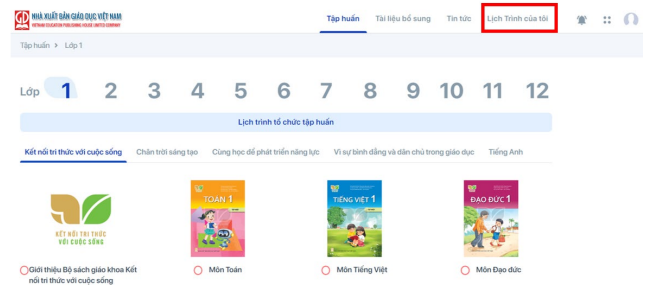 NHÀ XUẤT BẢN GIÁO DỤC VIỆT NAM
VIETNAM EDUCATION PUBLISHING HOUSE LIMITED COMPANY
Tập huấn Tài liệu bổ sung Tin tức Lịch Trình của tôi
Tập huấn > Lớp 1
Lớp 1 2 3 4 5 6 7 8 9 10 11 12
Lịch trình tổ chức tập huấn
Kết nối tri thức với cuộc sống Chân trời sáng tạo Cùng học để phát triển năng lực Vì sự bình đẳng và dân chủ trong giáo dục Tiếng Anh
TOÁN 1
TIẾNG VIỆT 1
ĐẠO ĐỨC 1
KẾT NỐI TRI THỨC
VỚI CUỘC SỐNG
Giới thiệu Bộ sách giáo khoa Kết
nối tri thức với cuộc sống
Môn Toán
Môn Tiếng Việt
Môn Đạo đức